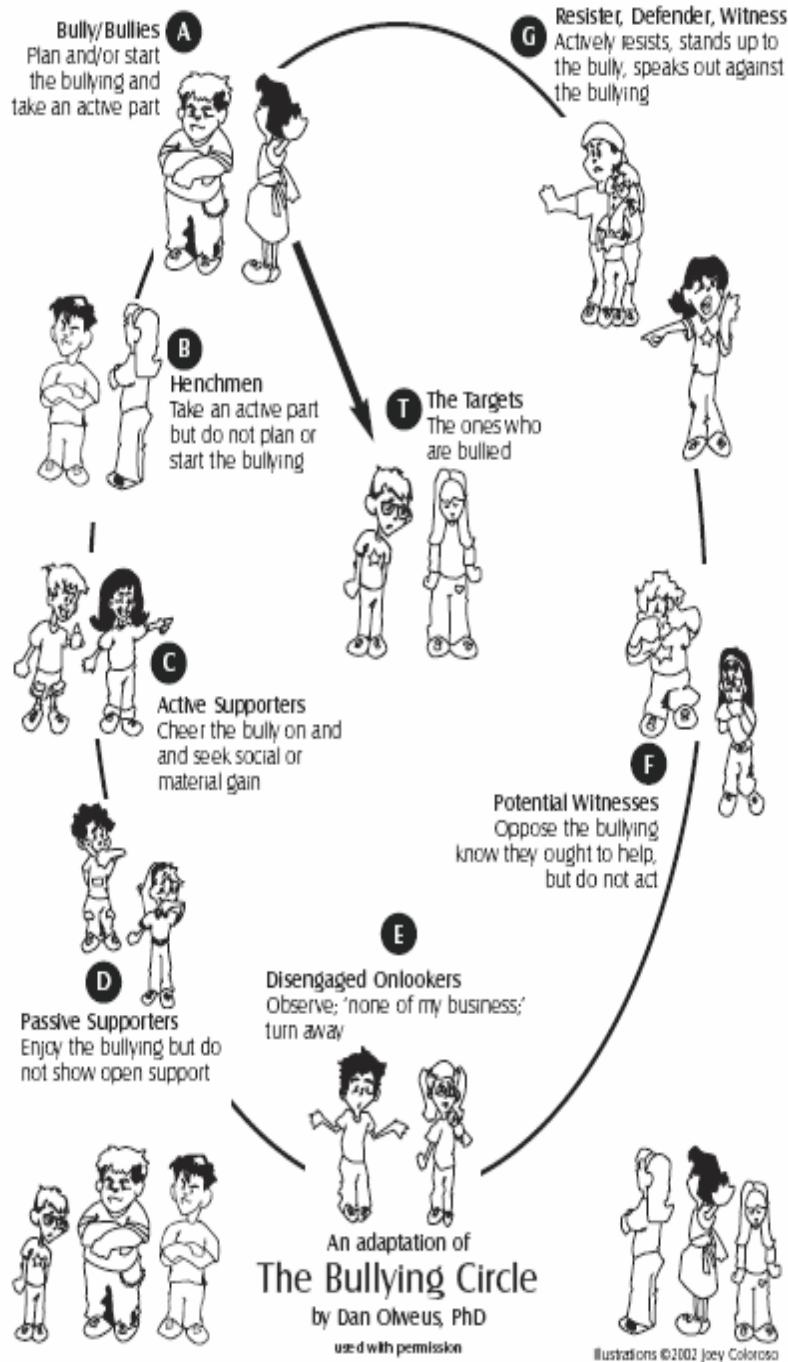 A
Bully/Bullies
Plan and/or start
the bullying and
take an active part
G
Resister, Defender, Witness
Actively resists, stands up to
the bully, speaks out against
the bullying
B
Henchmen
Take an active part
but do not plan or
start the bullying
T
The Targets
The ones who
are bullied
C
Active Supporters
Cheer the bully on and
and seek social or
material gain
F
Potential Witnesses
Oppose the bullying
know they ought to help,
but do not act
D
Passive Supporters
Enjoy the bullying but do
not show open support
E
Disengaged Onlookers
Observe; 'none of my business;'
turn away
An adaptation of
The Bullying Circle
by Dan Olweus, PhD
used with permission
Illustrations ©2002 Joey Coloroso